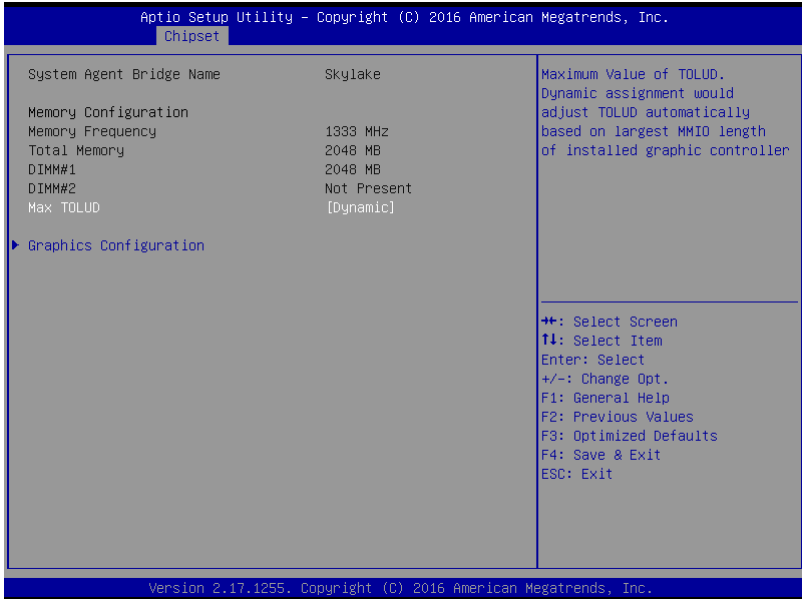 Aptio Setup Utility – Copyright (C) 2016 American Megatrends, Inc.
Chipset
System Agent Bridge Name Skylake
Memory Configuration
Memory Frequency 1333 MHz
Total Memory 2048 MB
DIMM#1 2048 MB
DIMM#2 Not Present
Max TOLUD [Dynamic]
Graphics Configuration
Maximum Value of TOLUD.
Dynamic assignment would
adjust TOLUD automatically
based on largest MMIO length
of installed graphic controller
→←: Select Screen
↑↓: Select Item
Enter: Select
+/-: Change Opt.
F1: General Help
F2: Previous Values
F3: Optimized Defaults
F4: Save & Exit
ESC: Exit
Version 2.17.1255. Copyright (C) 2016 American Megatrends, Inc.